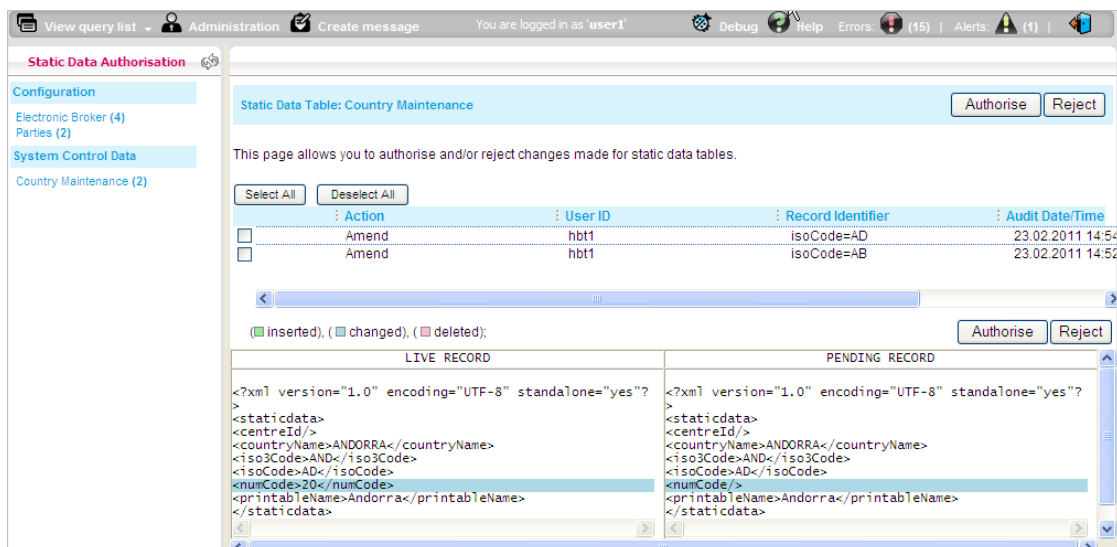 View query list Administration Create message You are logged in as 'user1' Debug Help Errors: (15) | Alerts: (1) |
Static Data Authorisation
Configuration
Electronic Broker (4)
Parties (2)
System Control Data
Country Maintenance (2)
Static Data Table: Country Maintenance Authorise Reject
This page allows you to authorise and/or reject changes made for static data tables.
Select All Deselect All
Action User ID Record Identifier Audit Date/Time
Amend hbt1 isoCode=AD 23.02.2011 14:54
Amend hbt1 isoCode=AB 23.02.2011 14:52
( inserted), ( changed), ( deleted); Authorise Reject
LIVE RECORD PENDING RECORD
<?xml version="1.0" encoding="UTF-8" standalone="yes"? <?xml version="1.0" encoding="UTF-8" standalone="yes"?
> >
<staticdata> <staticdata>
<centreId/> <centreId/>
<countryName>ANDORRA</countryName> <countryName>ANDORRA</countryName>
<iso3Code>AND</iso3Code> <iso3Code>AND</iso3Code>
<isoCode>AD</isoCode> <isoCode>AD</isoCode>
<numCode>20</numCode> <numCode/>
<printableName>Andorra</printableName> <printableName>Andorra</printableName>
</staticdata> </staticdata>